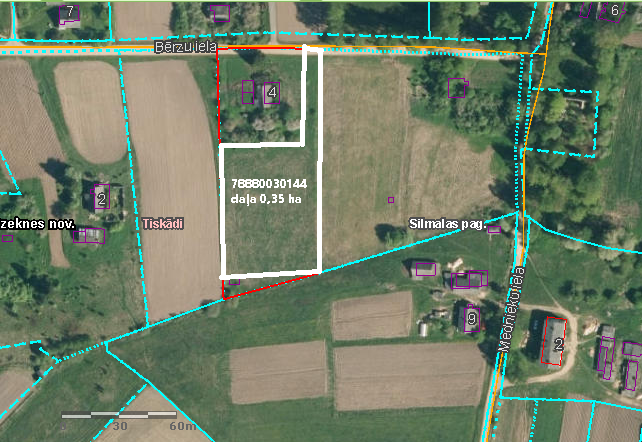 7
6
Bērzu iela
4
78880030144
daļa 0,35 ha
2
zeknes nov.
Tiskādi
Silmalas pag.
9
Mednieku iela
2
30
60m